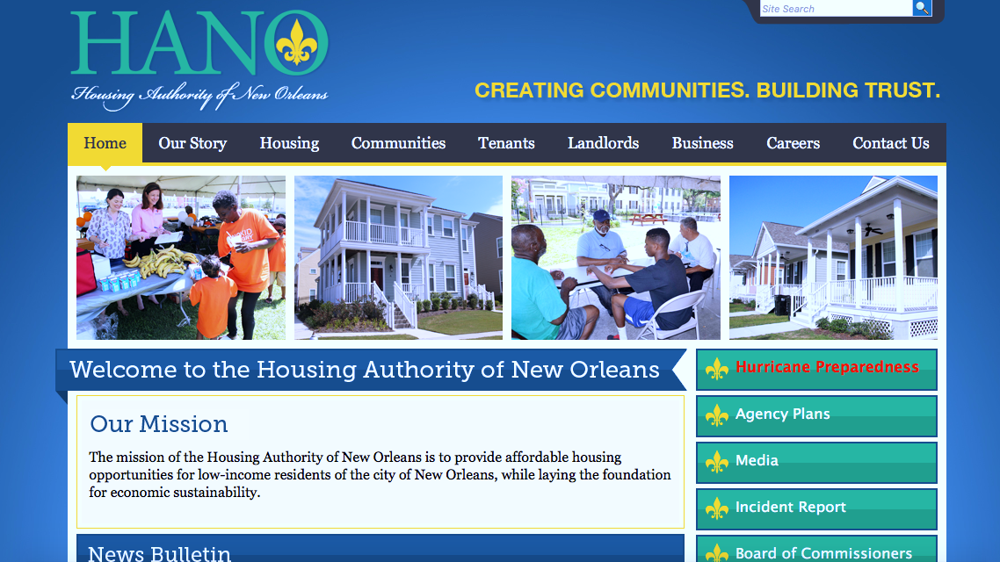 HANO
Housing Authority of New Orleans
Site Search
CREATING COMMUNITIES. BUILDING TRUST.
Home Our Story Housing Communities Tenants Landlords Business Careers Contact Us
Welcome to the Housing Authority of New Orleans
Our Mission
The mission of the Housing Authority of New Orleans is to provide affordable housing
opportunities for low-income residents of the city of New Orleans, while laying the foundation
for economic sustainability.
News Bulletin
Hurricane Preparedness
Agency Plans
Media
Incident Report
Board of Commissioners